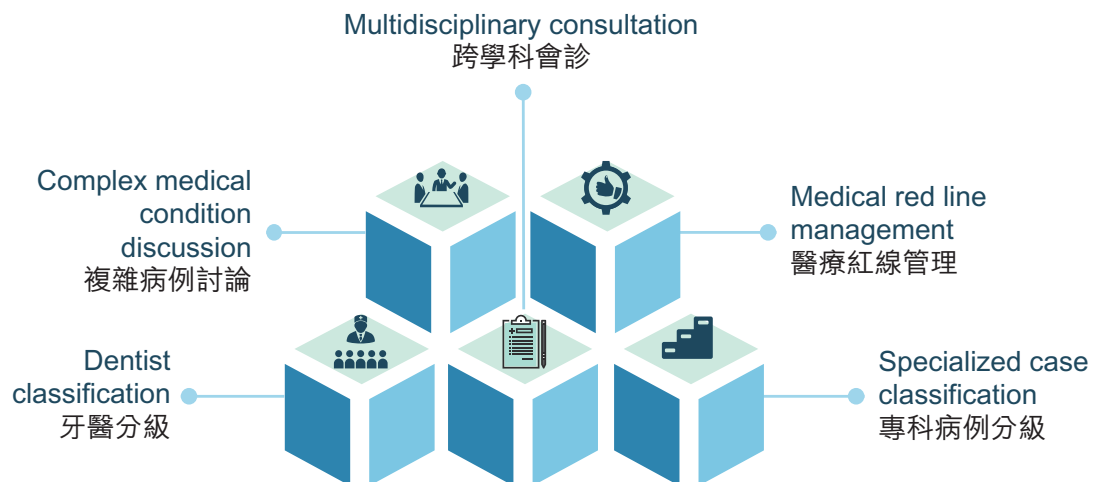 Multidisciplinary consultation
跨學科會診
Complex medical
condition
discussion
複雜病例討論
Medical red line
management
醫療紅線管理
Dentist
classification
牙醫分級
Specialized case
classification
專科病例分級